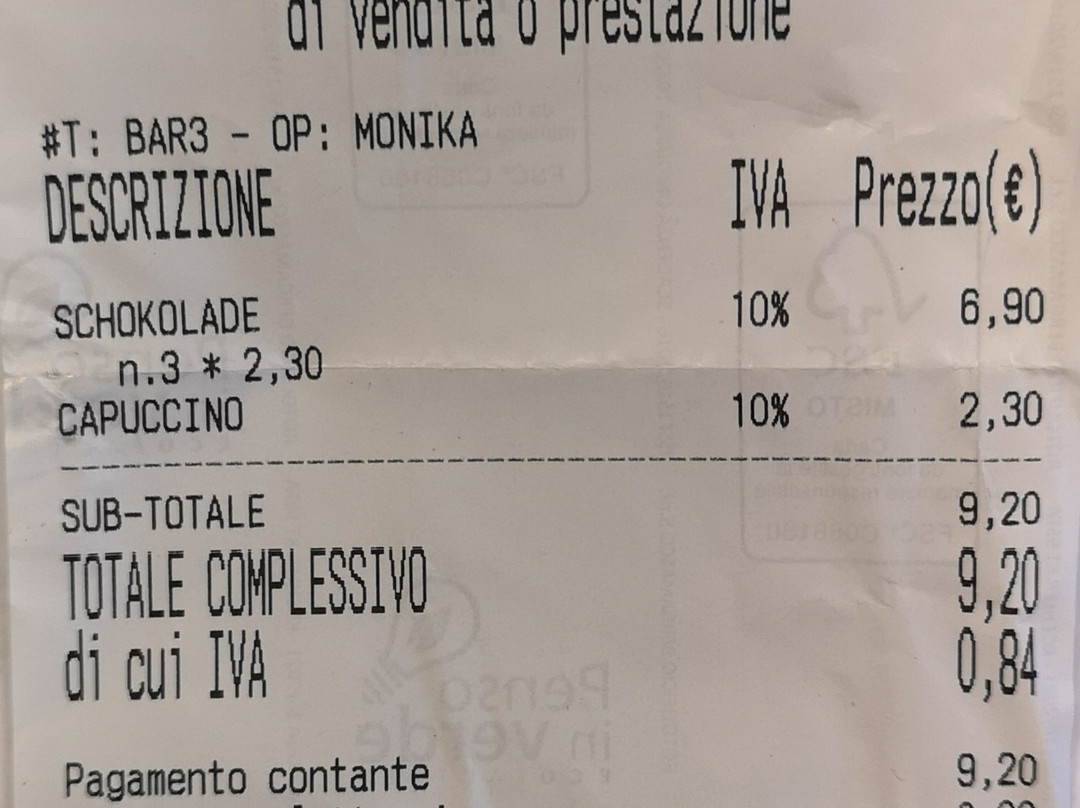 di vendita o prestazione
#T: BAR3 - OP: MONIKA
DESCRIZIONE IVA Prezzo(€)
SCHOKOLADE 10% 6,90
n.3 * 2,30
CAPUCCINO 10% 2,30
SUB-TOTALE 9,20
TOTALE COMPLESSIVO 9,20
di cui IVA 0,84
Pagamento contante 9,20